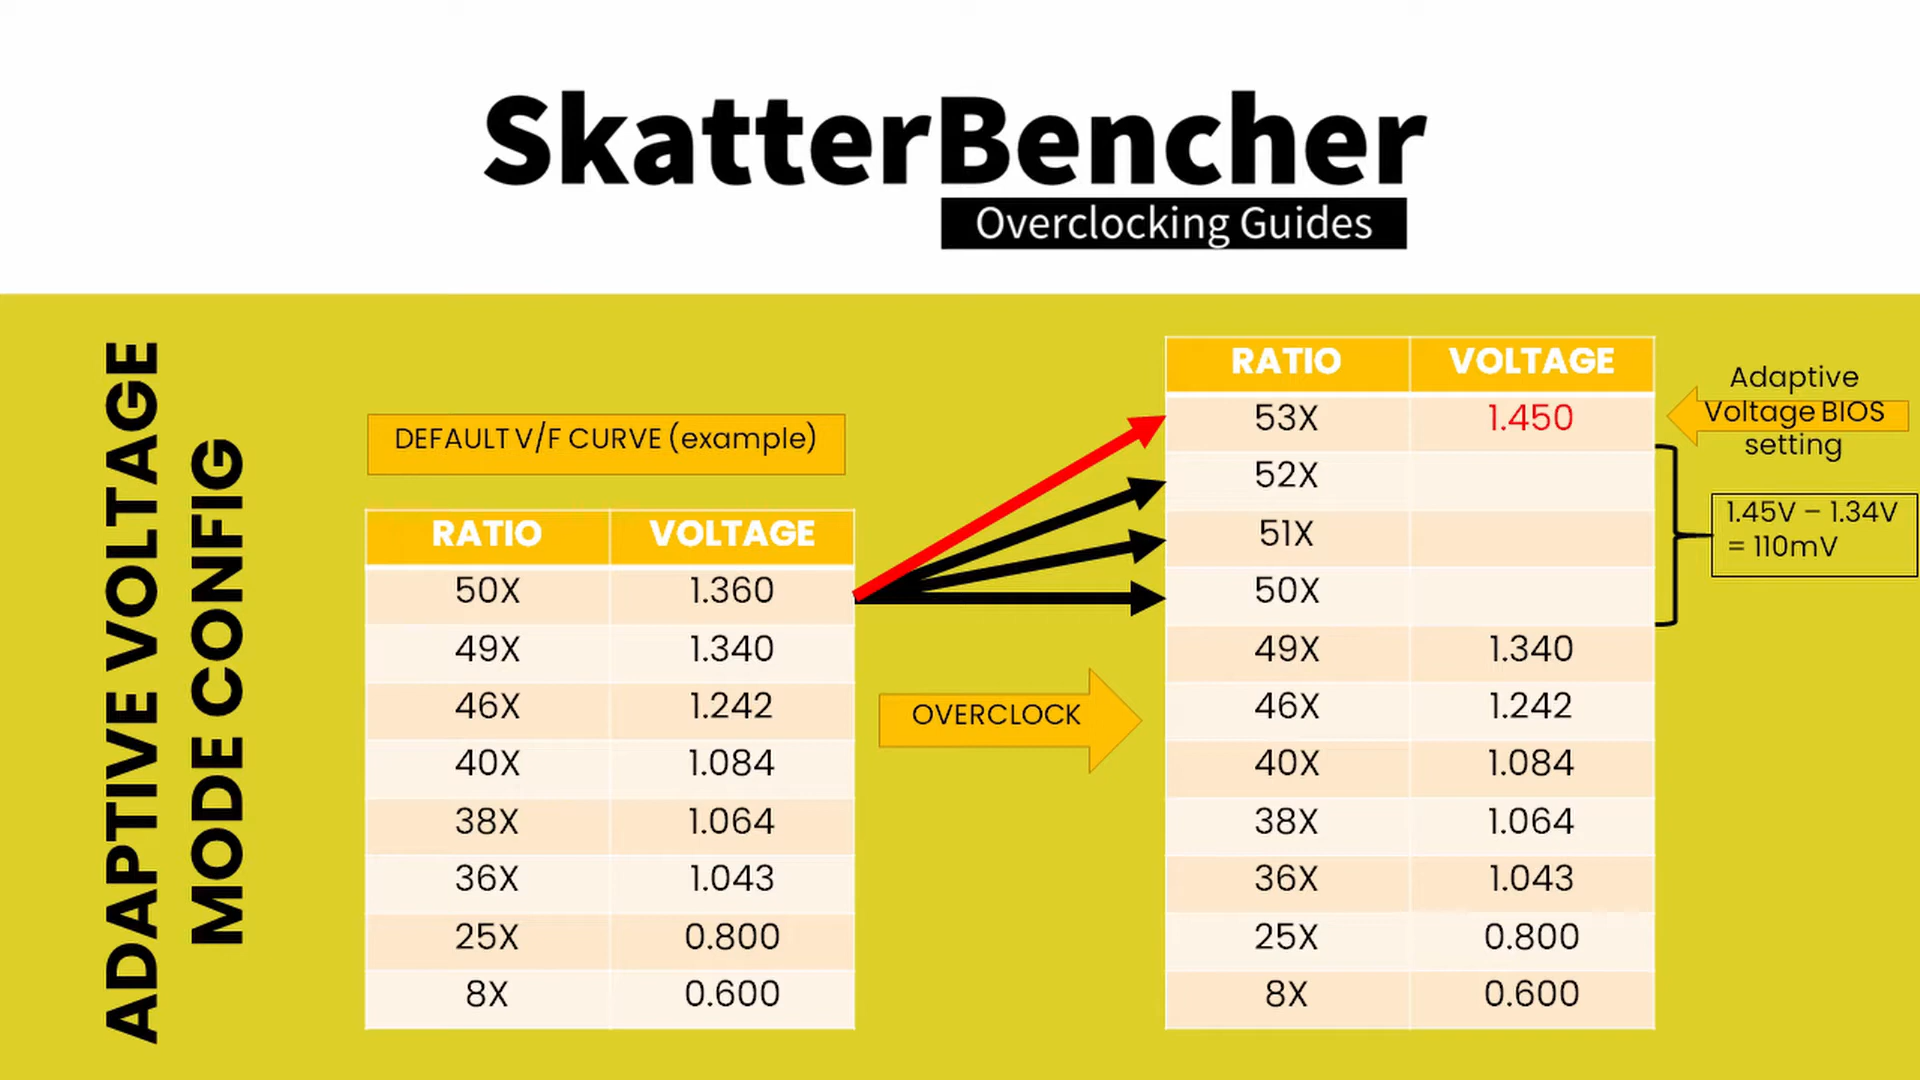 SkatterBencher
Overclocking Guides
ADAPTIVE VOLTAGE
MODE CONFIG
DEFAULT V/F CURVE (example)
RATIO VOLTAGE
50X 1.360
49X 1.340
46X 1.242
40X 1.084
38X 1.064
36X 1.043
25X 0.800
8X 0.600
OVERCLOCK
RATIO VOLTAGE
53X 1.450
52X
51X
50X
49X 1.340
46X 1.242
40X 1.084
38X 1.064
36X 1.043
25X 0.800
8X 0.600
Adaptive
Voltage BIOS
setting
1.45V – 1.34V
= 110mV